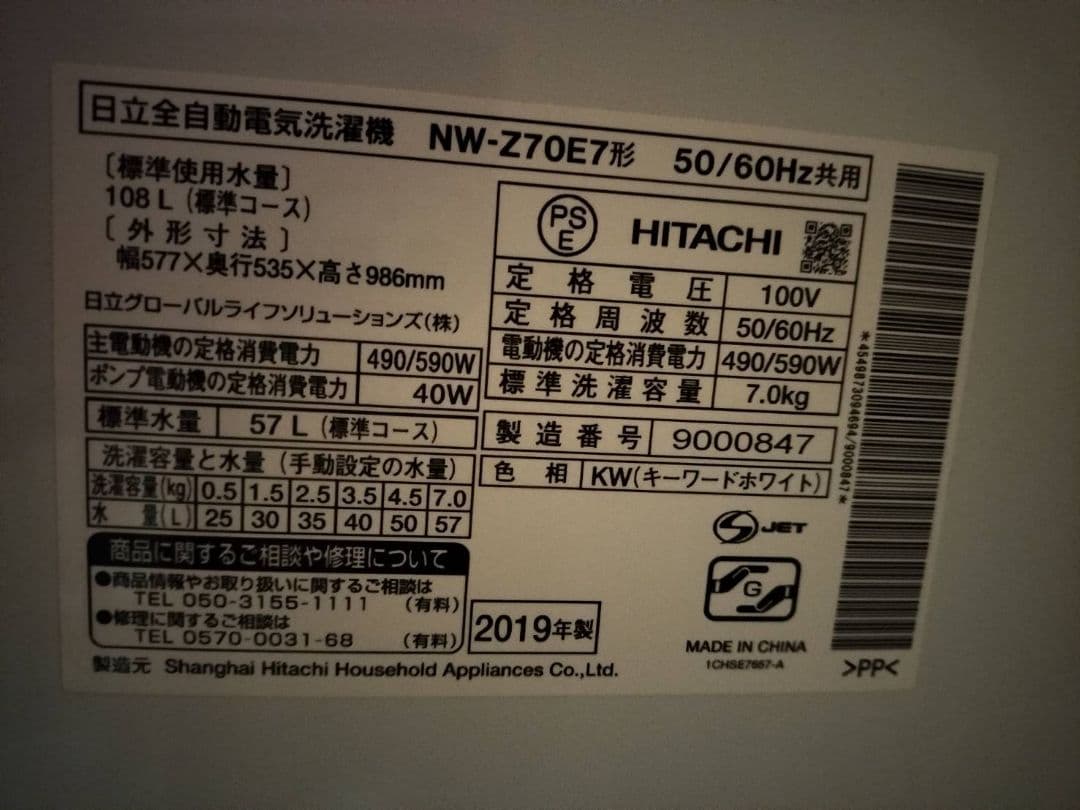 日立全自動電気洗濯機 NW-Z70E7形 50/60Hz共用
〔標準使用水量〕
108 L (標準コース)
〔外形寸法〕
幅577×奥行535×高さ986mm
日立グローバルライフソリューションズ(株)
主電動機の定格消費電力 490/590W
ポンプ電動機の定格消費電力 40W
標準水量 57 L (標準コース)
洗濯容量と水量 (手動設定の水量)
洗濯容量(kg) 0.5 1.5 2.5 3.5 4.5 7.0
水量(L) 25 30 35 40 50 57
商品に関するご相談や修理について
●商品情報やお取り扱いに関するご相談は
TEL 050-3155-1111 (有料)
●修理に関するご相談は
TEL 0570-0031-68 (有料)
製造元 Shanghai Hitachi Household Appliances Co.,Ltd.
PS
E
HITACHI
定格電圧 100V
定格周波数 50/60Hz
電動機の定格消費電力 490/590W
標準洗濯容量 7.0kg
製造番号 9000847
色相 KW(キーワードホワイト)
S JET
G
2019年製
MADE IN CHINA
1CHSE7657-A
*4549873094694/9000847*
>PP<